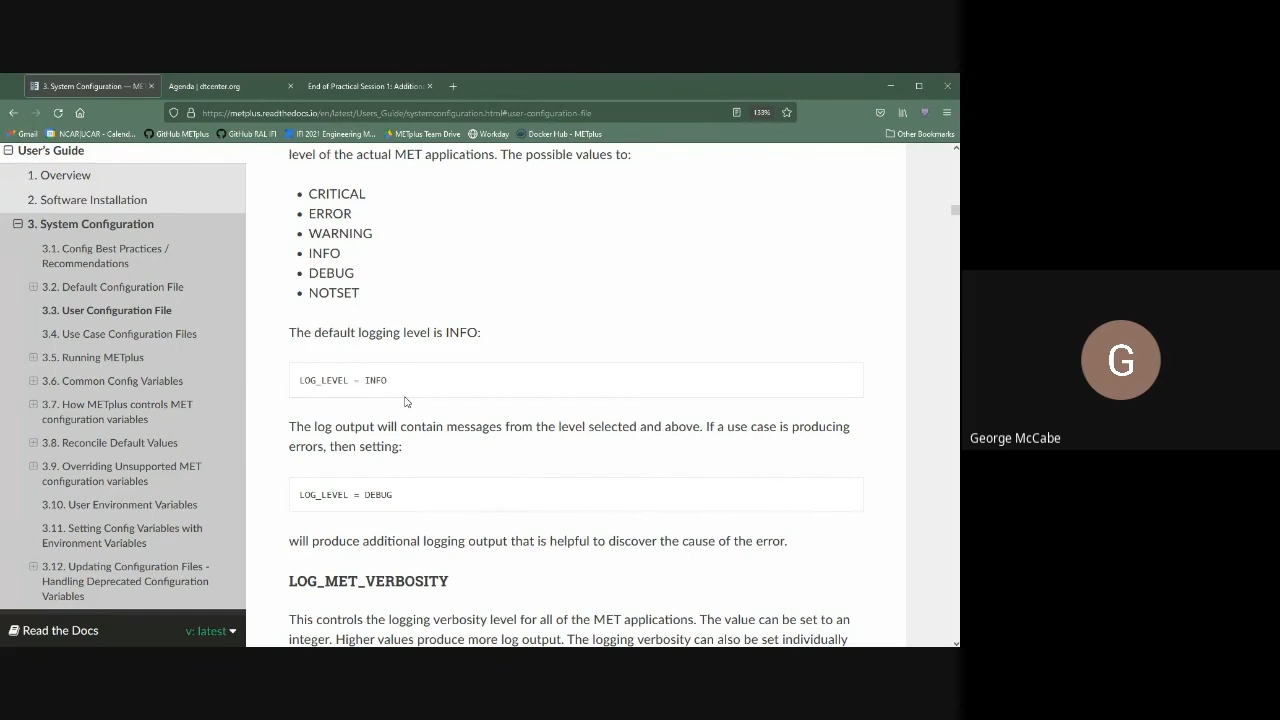 3. System Configuration — ME
Agenda | dtcenter.org
End of Practical Session 1: Addition
https://metplus.readthedocs.io/en/latest/Users_Guide/systemconfiguration.html#user-configuration-file
133%
Gmail
NCAR|UCAR - Calend...
GitHub METplus
GitHub RAL IFI
IFI 2021 Engineering M...
METplus Team Drive
Workday
Docker Hub - METplus
Other Bookmarks
User's Guide
1. Overview
2. Software Installation
3. System Configuration
3.1. Config Best Practices /
Recommendations
3.2. Default Configuration File
3.3. User Configuration File
3.4. Use Case Configuration Files
3.5. Running METplus
3.6. Common Config Variables
3.7. How METplus controls MET
configuration variables
3.8. Reconcile Default Values
3.9. Overriding Unsupported MET
configuration variables
3.10. User Environment Variables
3.11. Setting Config Variables with
Environment Variables
3.12. Updating Configuration Files -
Handling Deprecated Configuration
Variables
Read the Docs
v: latest
level of the actual MET applications. The possible values to:
• CRITICAL
• ERROR
• WARNING
• INFO
• DEBUG
• NOTSET
The default logging level is INFO:
LOG_LEVEL = INFO
The log output will contain messages from the level selected and above. If a use case is producing
errors, then setting:
LOG_LEVEL = DEBUG
will produce additional logging output that is helpful to discover the cause of the error.
LOG_MET_VERBOSITY
This controls the logging verbosity level for all of the MET applications. The value can be set to an
integer. Higher values produce more log output. The logging verbosity can also be set individually
G
George McCabe